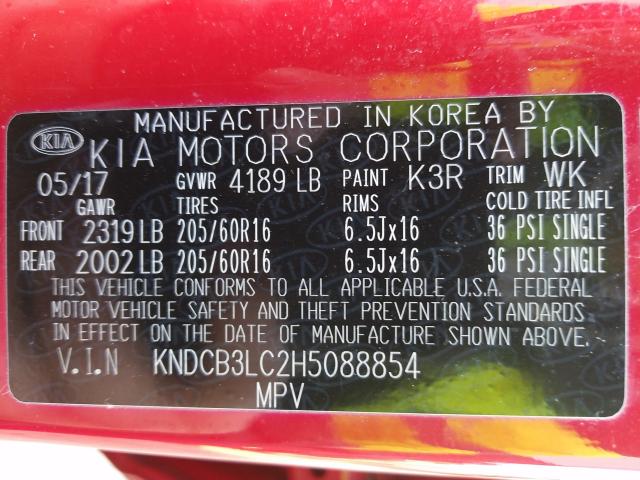 MANUFACTURED IN KOREA BY
KIA KIA MOTORS CORPORATION
05/17 GVWR 4189 LB PAINT K3R TRIM WK
GAWR TIRES RIMS COLD TIRE INFL
FRONT 2319 LB 205/60R16 6.5Jx16 36 PSI SINGLE
REAR 2002 LB 205/60R16 6.5Jx16 36 PSI SINGLE
THIS VEHICLE CONFORMS TO ALL APPLICABLE U.S.A. FEDERAL
MOTOR VEHICLE SAFETY AND THEFT PREVENTION STANDARDS
IN EFFECT ON THE DATE OF MANUFACTURE SHOWN ABOVE.
V.I.N KNDCB3LC2H5088854
MPV